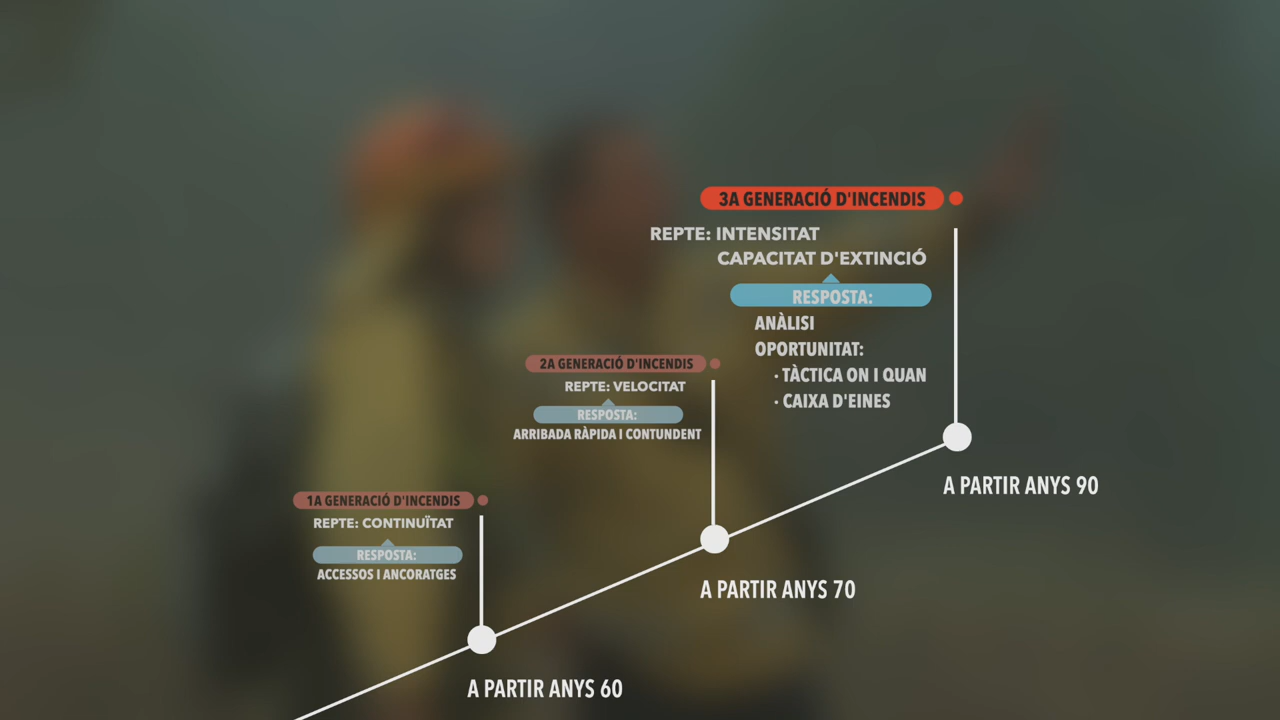 3A GENERACIÓ D'INCENDIS
REPTE: INTENSITAT
CAPACITAT D'EXTINCIÓ
RESPOSTA:
ANÀLISI
OPORTUNITAT:
· TÀCTICA ON I QUAN
· CAIXA D'EINES
A PARTIR ANYS 90
2A GENERACIÓ D'INCENDIS
REPTE: VELOCITAT
RESPOSTA:
ARRIBADA RÀPIDA I CONTUNDENT
A PARTIR ANYS 70
1A GENERACIÓ D'INCENDIS
REPTE: CONTINUÏTAT
RESPOSTA:
ACCESSOS I ANCORATGES
A PARTIR ANYS 60